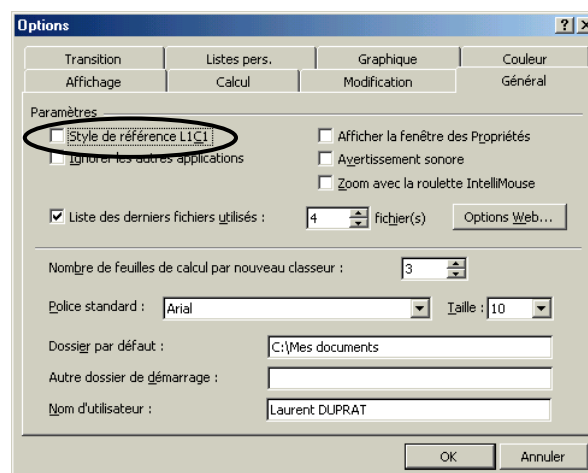 Options
Transition Listes pers. Graphique Couleur
Affichage Calcul Modification Général
Paramètres
Style de référence L1C1 Afficher la fenêtre des Propriétés
Ignorer les autres applications Avertissement sonore
Zoom avec la roulette IntelliMouse
Liste des derniers fichiers utilisés : 4 fichier(s) Options Web...
Nombre de feuilles de calcul par nouveau classeur : 3
Police standard : Arial Taille : 10
Dossier par défaut : C:\Mes documents
Autre dossier de démarrage :
Nom d'utilisateur : Laurent DUPRAT
OK Annuler